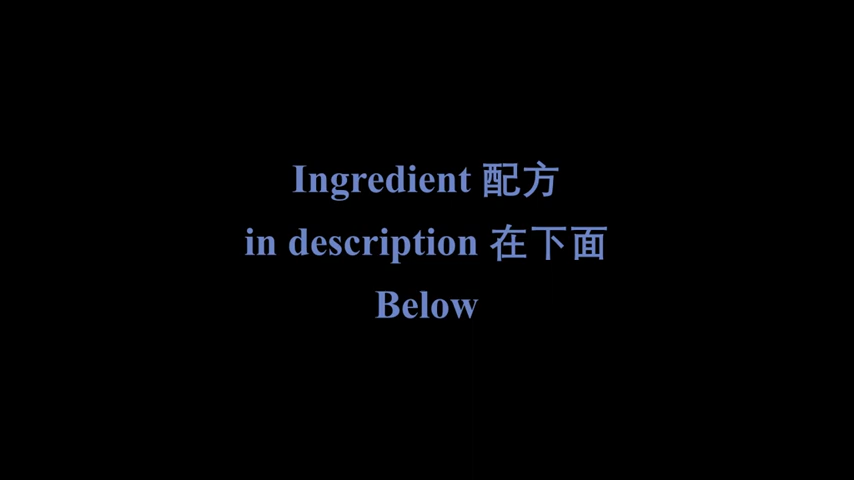 Ingredient 配方
in description 在下面
Below